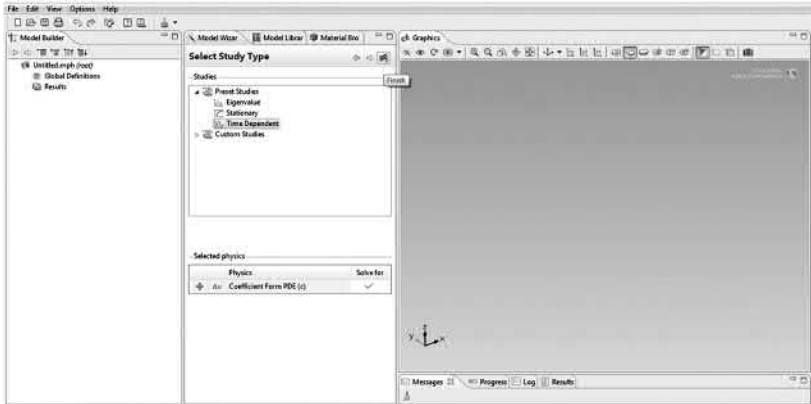 File Edit View Options Help
Model Builder
Untitled.mph (root)
Global Definitions
Results
Model Wizar
Model Librar
Material Bro
Select Study Type
Finish
Studies
Preset Studies
Eigenvalue
Stationary
Time Dependent
Custom Studies
Selected physics
Physics
Solve for
Δu Coefficient Form PDE (c)
Graphics
z
y
x
Messages
Progress
Log
Results